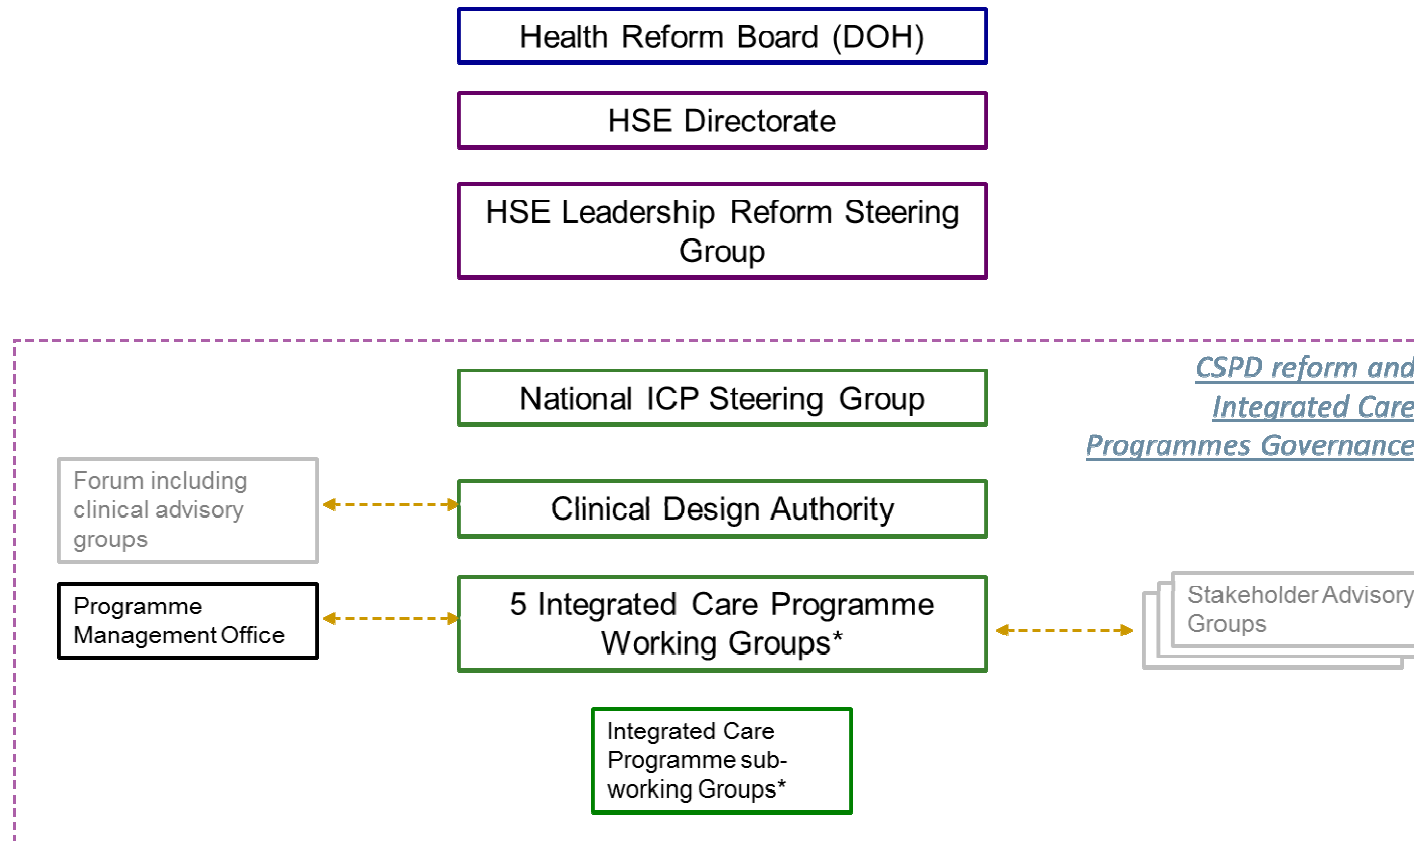 Health Reform Board (DOH)
HSE Directorate
HSE Leadership Reform Steering
Group
CSPD reform and
Integrated Care
Programmes Governance
National ICP Steering Group
Forum including
clinical advisory
groups
Clinical Design Authority
Programme
Management Office
5 Integrated Care Programme
Working Groups*
Stakeholder Advisory
Groups
Integrated Care
Programme sub-
working Groups*